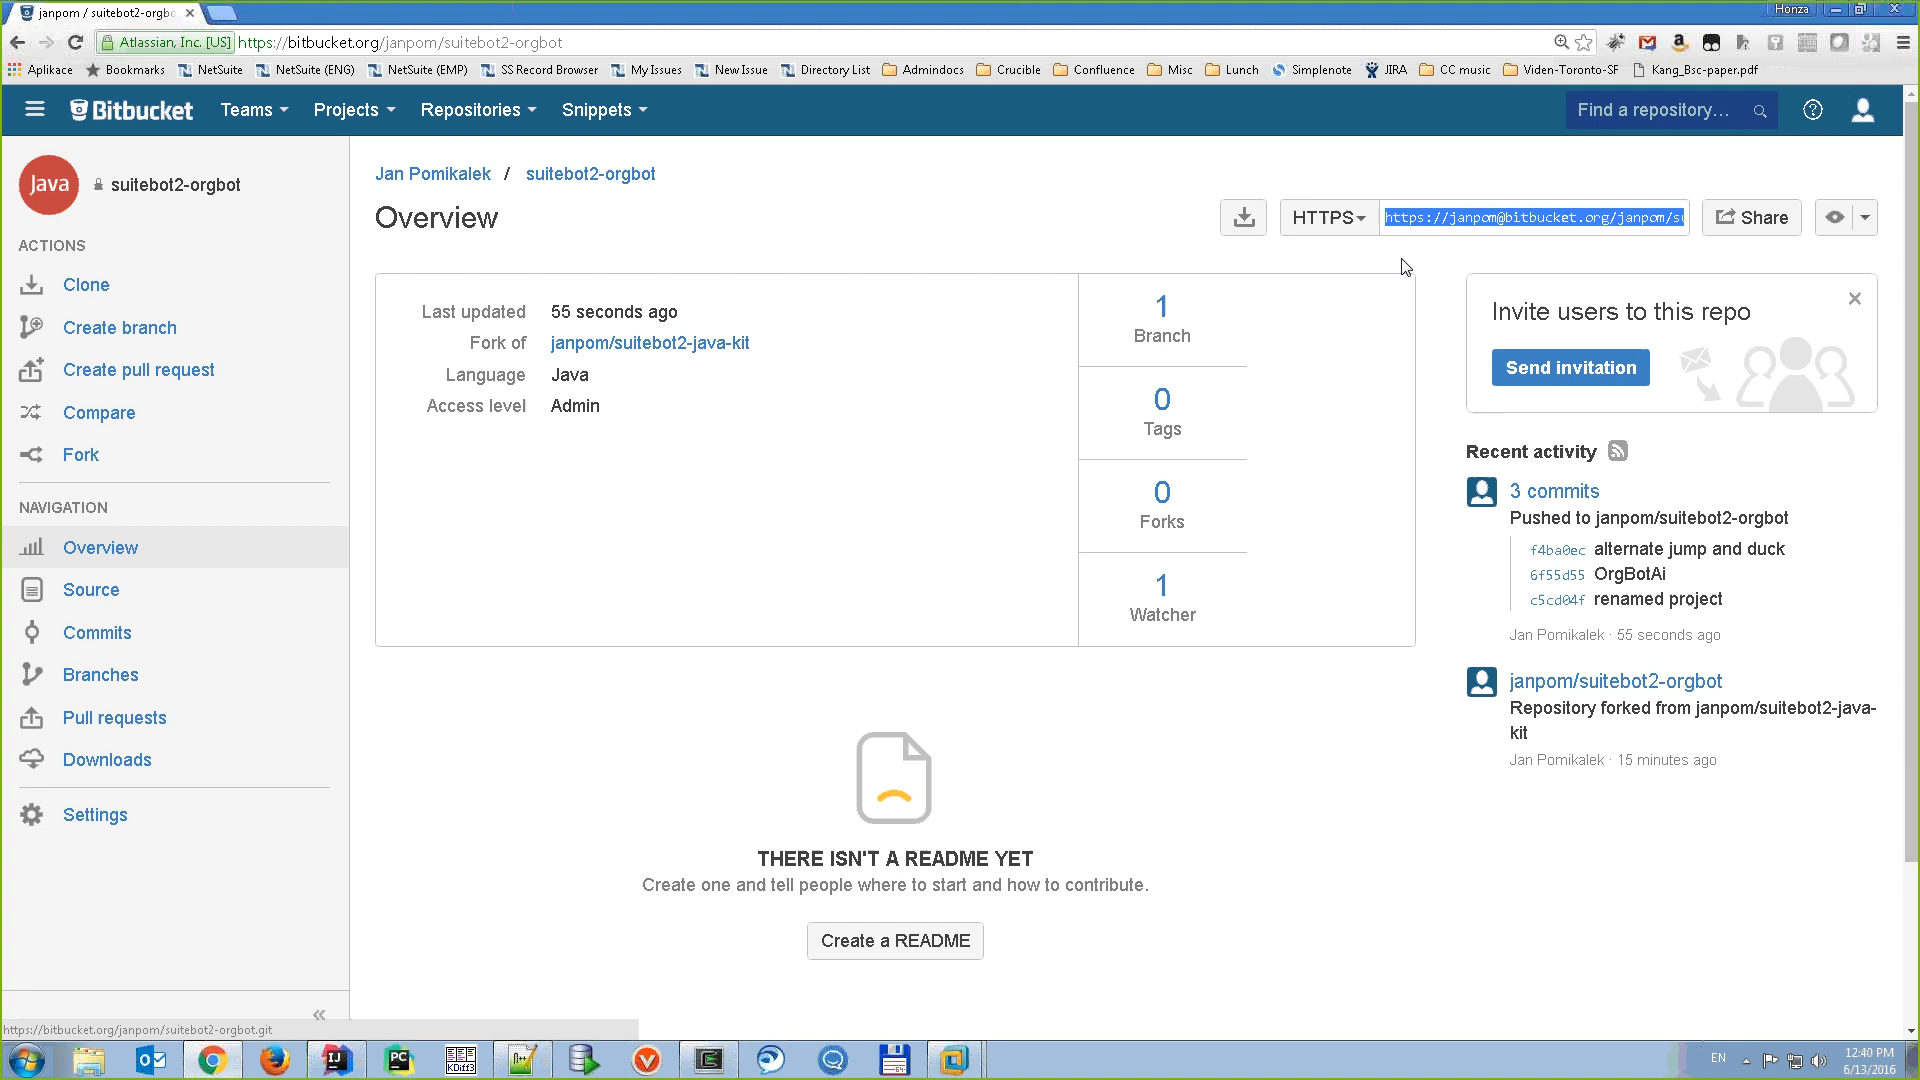 janpom / suitebot2-orgbo
Honza
Atlassian, Inc. [US] https://bitbucket.org/janpom/suitebot2-orgbot
Aplikace Bookmarks NetSuite NetSuite (ENG) NetSuite (EMP) SS Record Browser My Issues New Issue Directory List Admindocs Crucible Confluence Misc Lunch Simplenote JIRA CC music Viden-Toronto-SF Kang_Bsc-paper.pdf
Bitbucket Teams Projects Repositories Snippets Find a repository...
Java suitebot2-orgbot
ACTIONS
Clone
Create branch
Create pull request
Compare
Fork
NAVIGATION
Overview
Source
Commits
Branches
Pull requests
Downloads
Settings
Jan Pomikalek / suitebot2-orgbot
Overview
HTTPS https://janpom@bitbucket.org/janpom/su Share
Last updated 55 seconds ago
Fork of janpom/suitebot2-java-kit
Language Java
Access level Admin
1
Branch
0
Tags
0
Forks
1
Watcher
THERE ISN'T A README YET
Create one and tell people where to start and how to contribute.
Create a README
Invite users to this repo
Send invitation
Recent activity
3 commits
Pushed to janpom/suitebot2-orgbot
f4ba0ec alternate jump and duck
6f55d55 OrgBotAi
c5cd04f renamed project
Jan Pomikalek · 55 seconds ago
janpom/suitebot2-orgbot
Repository forked from janpom/suitebot2-java-
kit
Jan Pomikalek · 15 minutes ago
https://bitbucket.org/janpom/suitebot2-orgbot.git
IJ
PC
KDiff3
EN
12:40 PM
6/13/2016